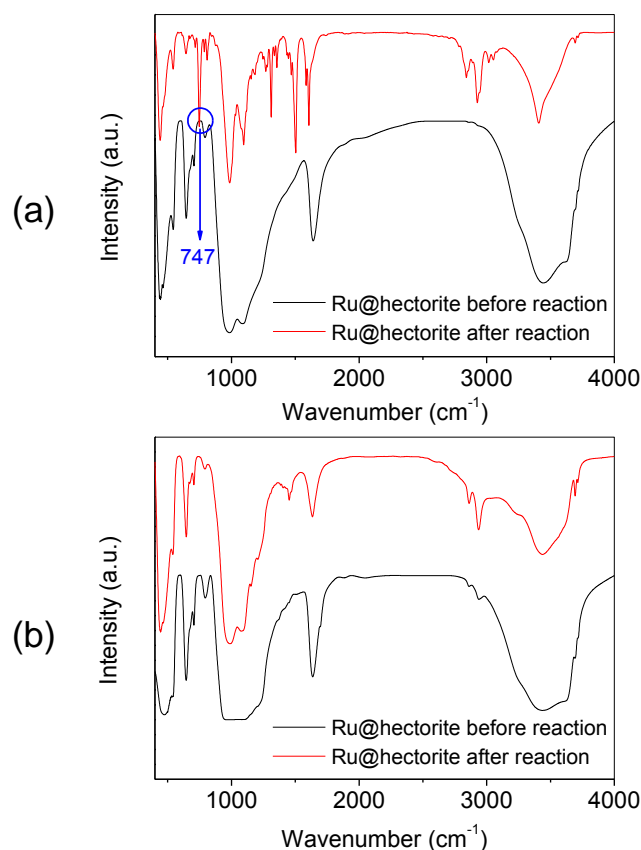 (a)
Intensity (a.u.)
747
Ru@hectorite before reaction
Ru@hectorite after reaction
1000 2000 3000 4000
Wavenumber (cm-1)
(b)
Intensity (a.u.)
Ru@hectorite before reaction
Ru@hectorite after reaction
1000 2000 3000 4000
Wavenumber (cm-1)